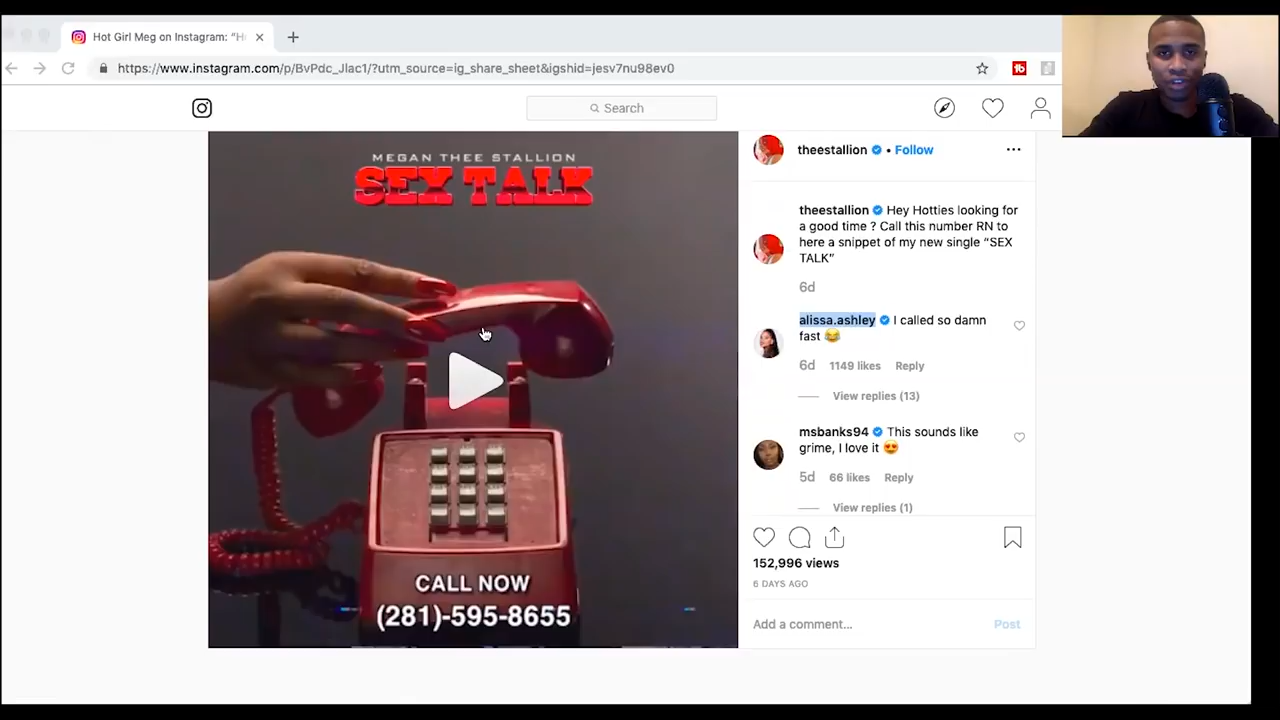 Hot Girl Meg on Instagram: “H
https://www.instagram.com/p/BvPdc_Jlac1/?utm_source=ig_share_sheet&igshid=jesv7nu98ev0
Search
MEGAN THEE STALLION
SEX TALK
CALL NOW
(281)-595-8655
theestallion • Follow
theestallion Hey Hotties looking for
a good time ? Call this number RN to
here a snippet of my new single “SEX
TALK”
6d
alissa.ashley I called so damn
fast 😂
6d 1149 likes Reply
View replies (13)
msbanks94 This sounds like
grime, I love it 😍
5d 66 likes Reply
View replies (1)
152,996 views
6 DAYS AGO
Add a comment... Post